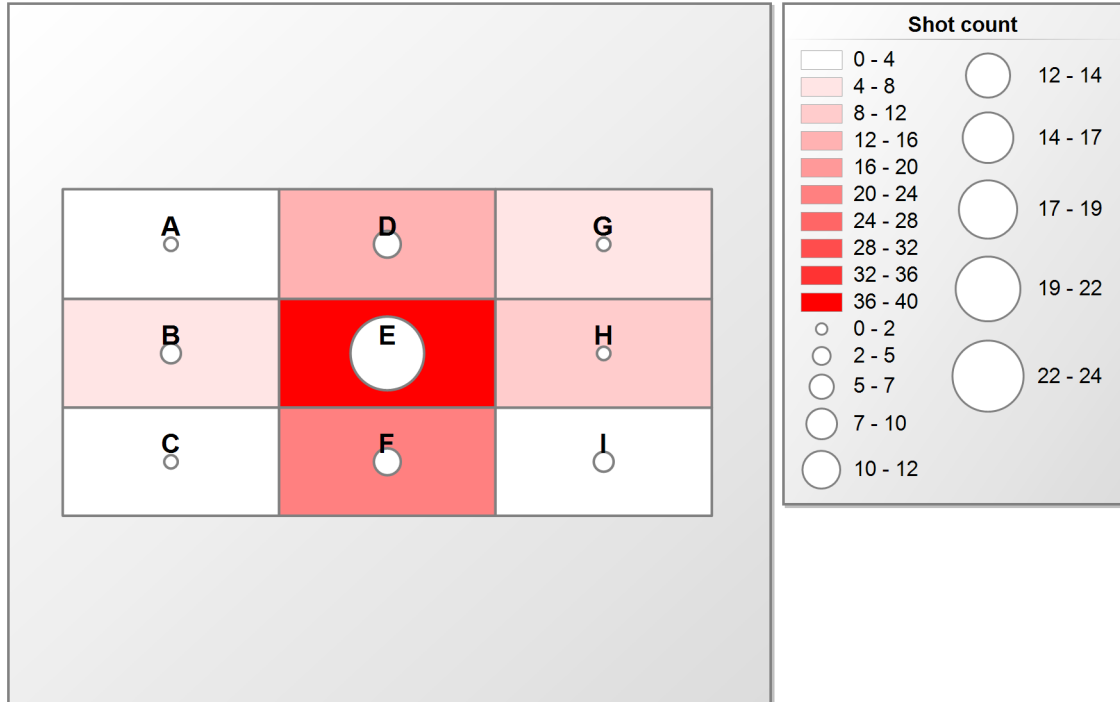 Shot count
A
D
G
B
E
H
C
F
I
0 - 4
4 - 8
8 - 12
12 - 16
16 - 20
20 - 24
24 - 28
28 - 32
32 - 36
36 - 40
0 - 2
2 - 5
5 - 7
7 - 10
10 - 12
12 - 14
14 - 17
17 - 19
19 - 22
22 - 24